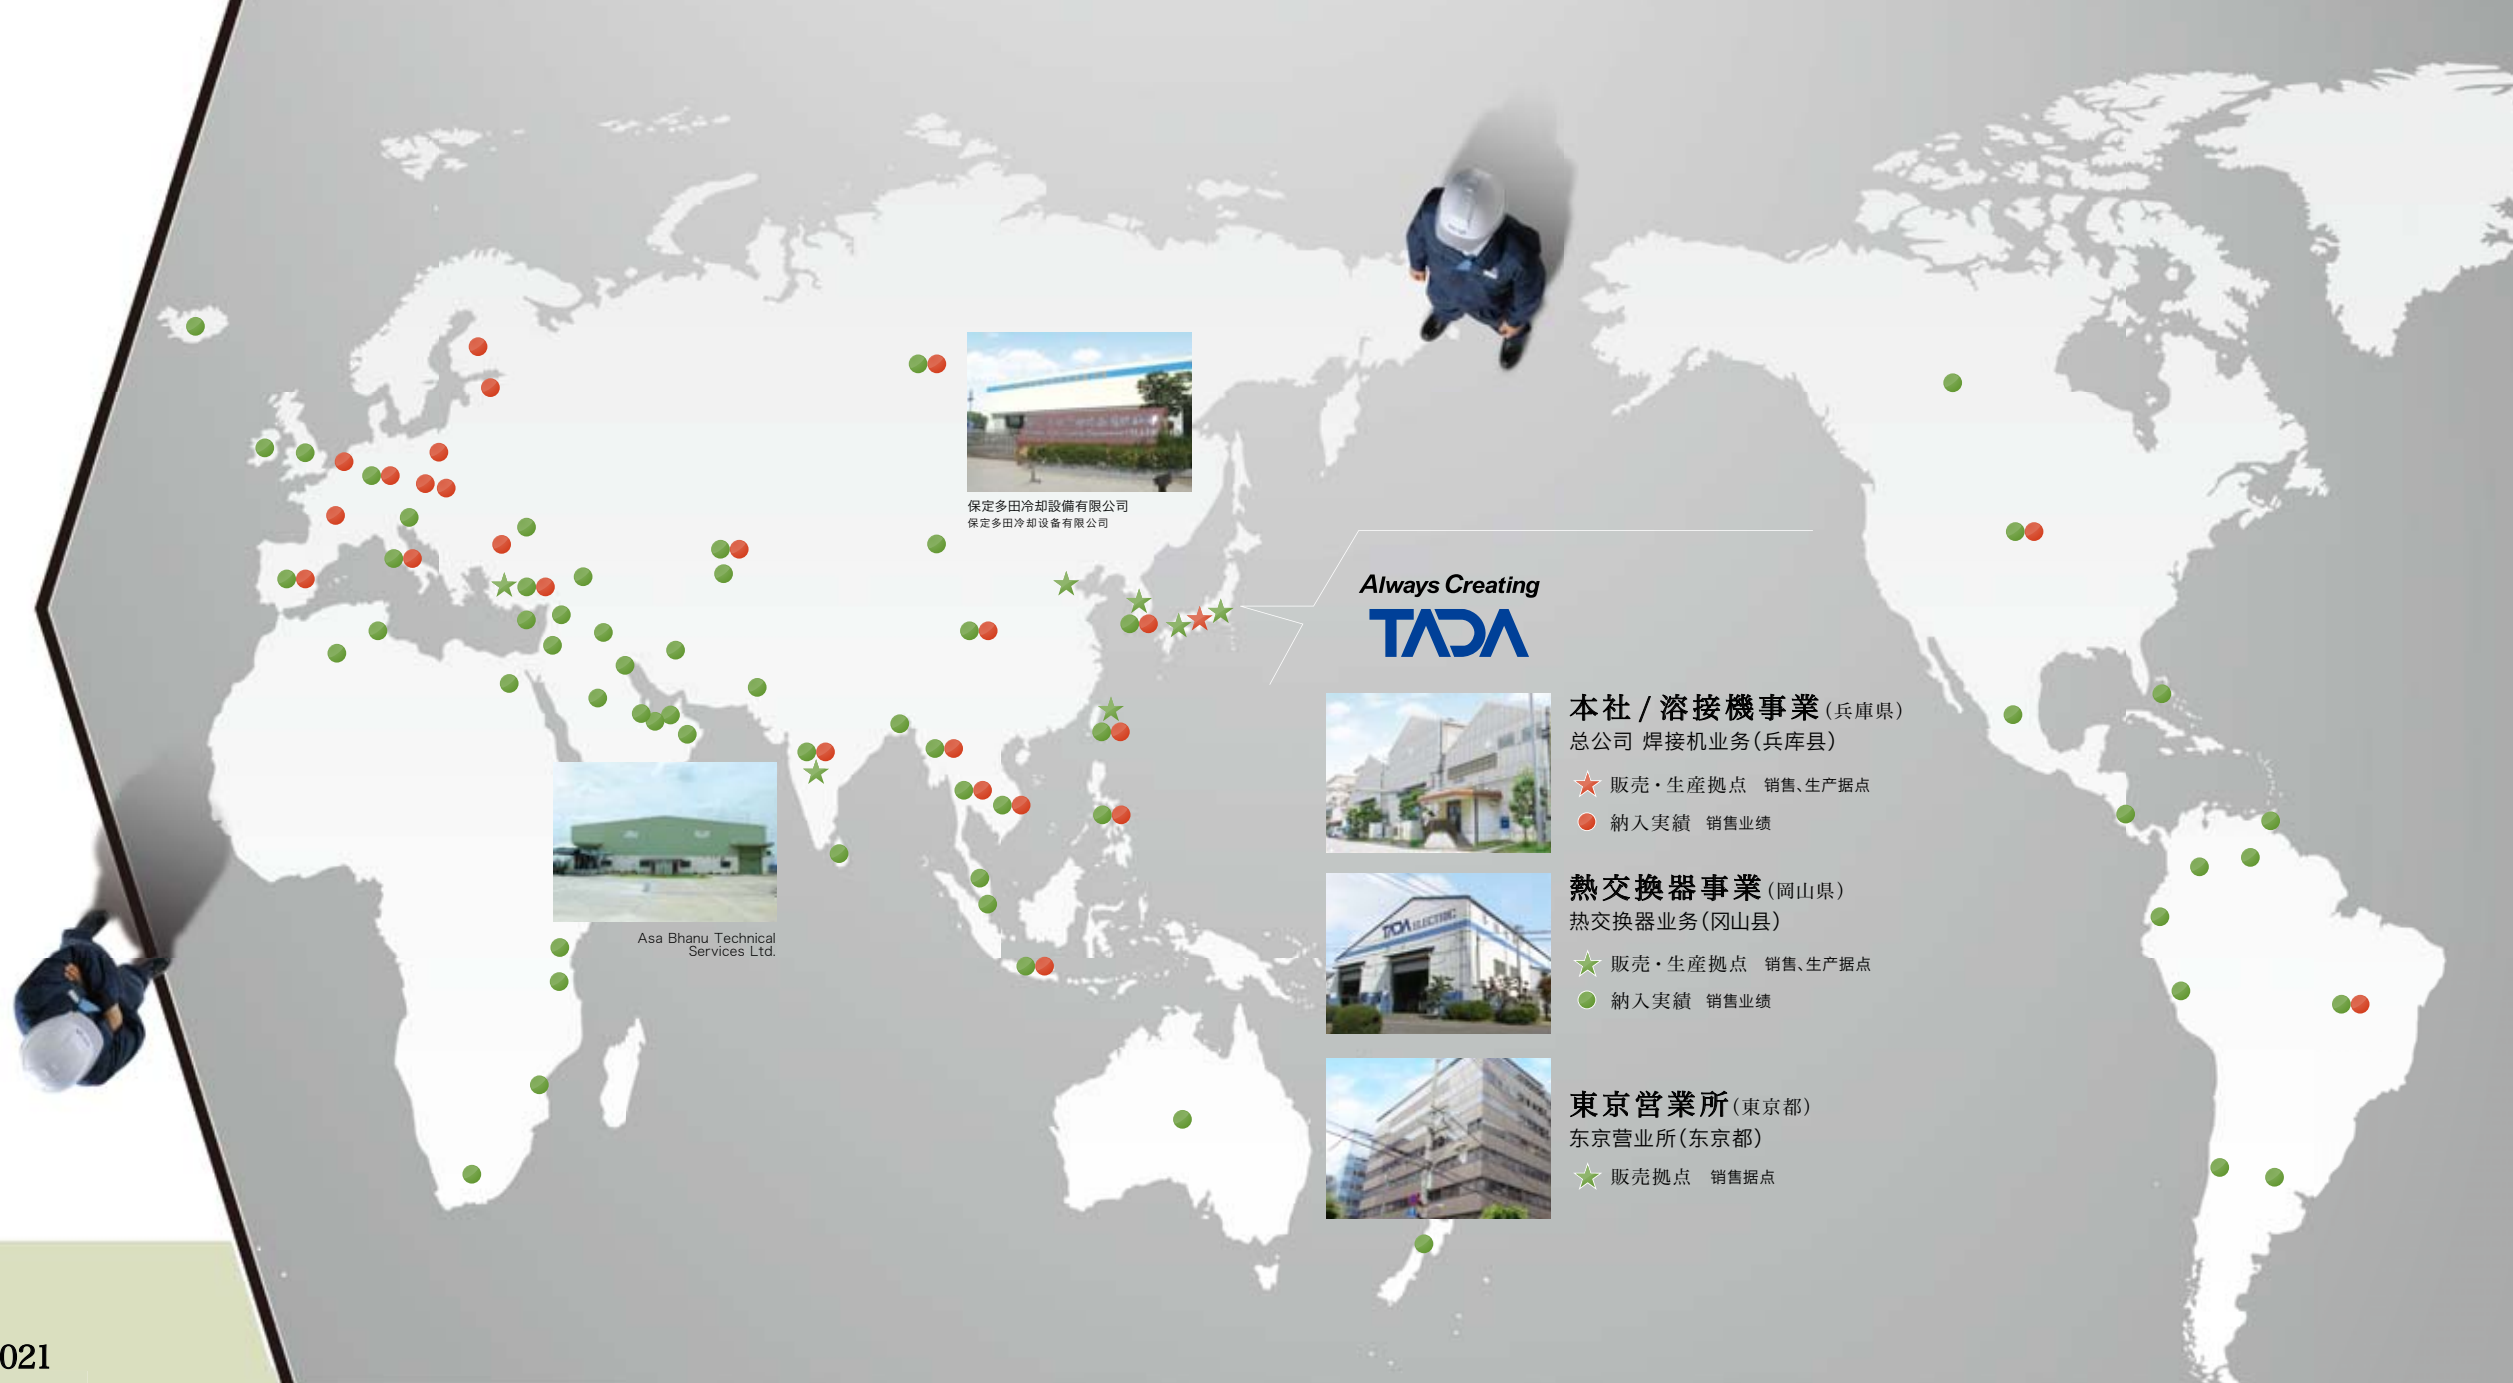 保定多田冷却設備有限公司
保定多田冷却设备有限公司
Always Creating
TADA
本社/溶接機事業(兵庫県)
总公司 焊接机业务(兵库县)
販売・生産拠点 销售、生产据点
納入実績 销售业绩
TADA ELECTRIC
熱交換器事業(岡山県)
热交换器业务(冈山县)
販売・生産拠点 销售、生产据点
納入実績 销售业绩
Asa Bhanu Technical
Services Ltd.
東京営業所(東京都)
东京营业所(东京都)
販売拠点 销售据点
021